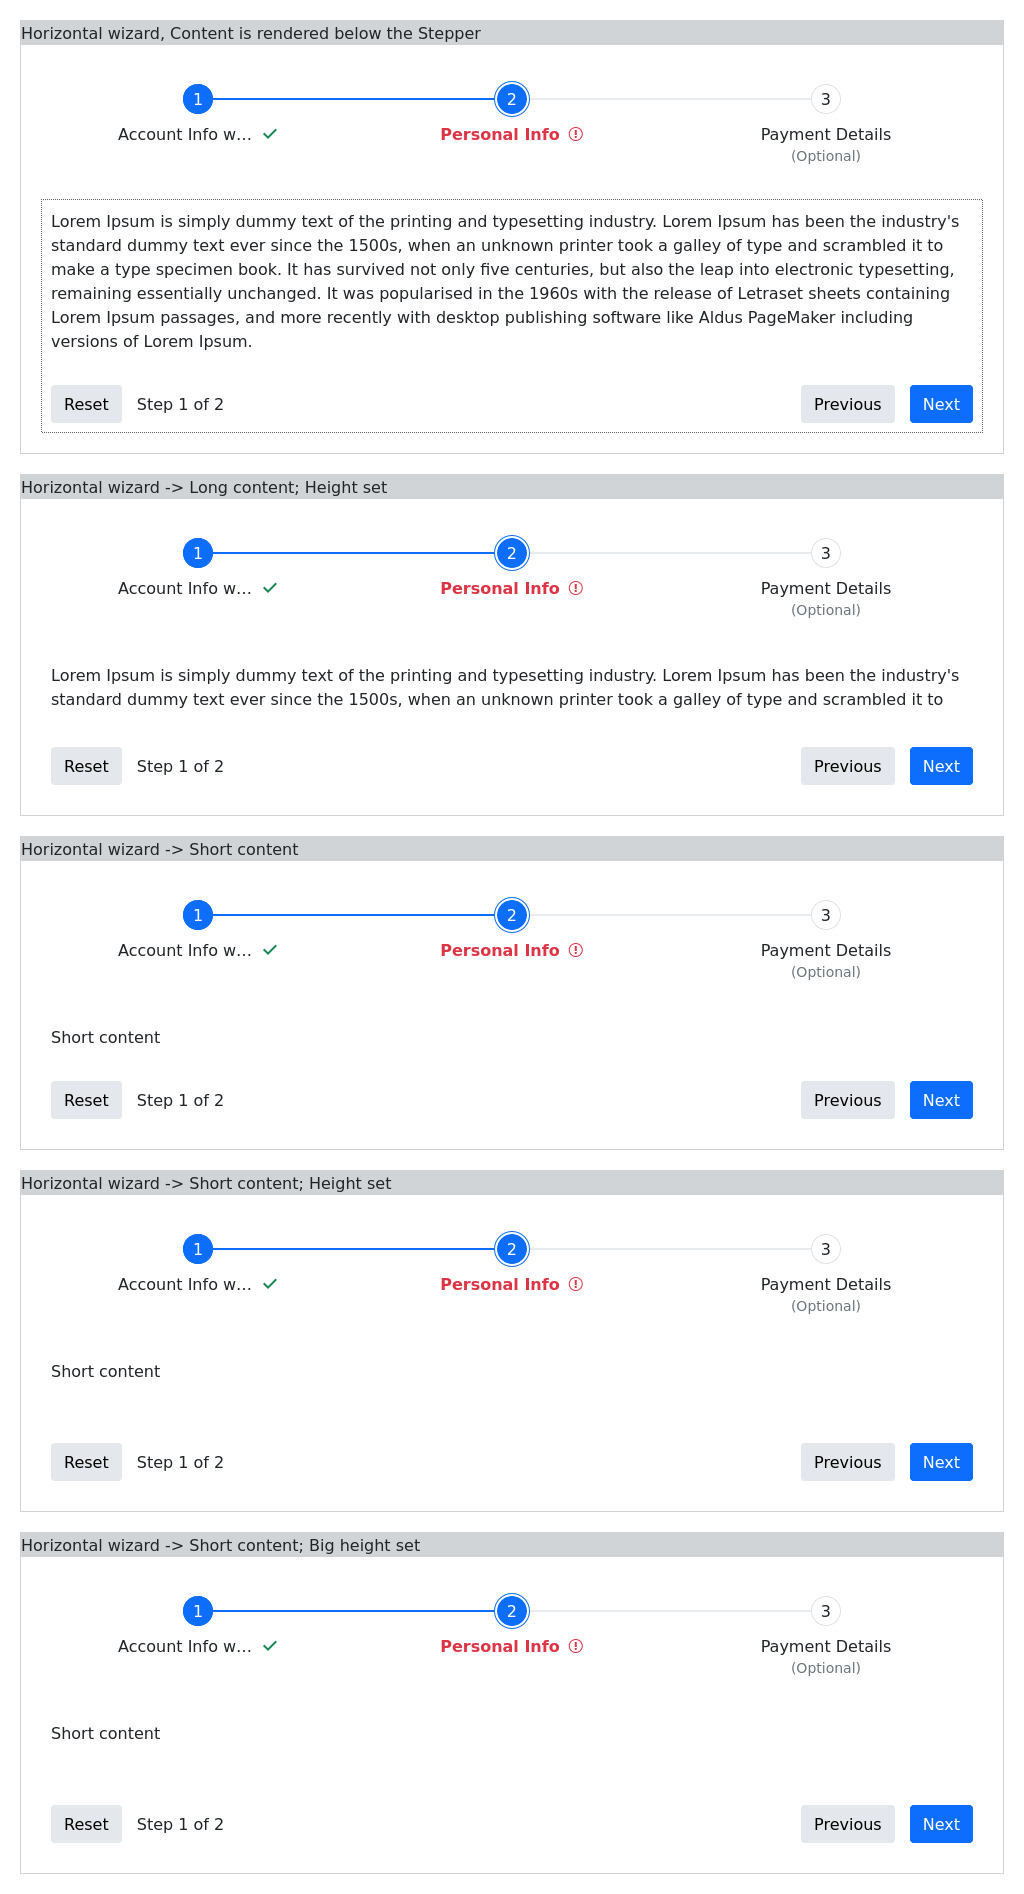 Horizontal wizard, Content is rendered below the Stepper
1 2 3
Account Info w... Personal Info Payment Details
(Optional)
Lorem Ipsum is simply dummy text of the printing and typesetting industry. Lorem Ipsum has been the industry's
standard dummy text ever since the 1500s, when an unknown printer took a galley of type and scrambled it to
make a type specimen book. It has survived not only five centuries, but also the leap into electronic typesetting,
remaining essentially unchanged. It was popularised in the 1960s with the release of Letraset sheets containing
Lorem Ipsum passages, and more recently with desktop publishing software like Aldus PageMaker including
versions of Lorem Ipsum.
Reset Step 1 of 2 Previous Next
Horizontal wizard -> Long content; Height set
1 2 3
Account Info w... Personal Info Payment Details
(Optional)
Lorem Ipsum is simply dummy text of the printing and typesetting industry. Lorem Ipsum has been the industry's
standard dummy text ever since the 1500s, when an unknown printer took a galley of type and scrambled it to
Reset Step 1 of 2 Previous Next
Horizontal wizard -> Short content
1 2 3
Account Info w... Personal Info Payment Details
(Optional)
Short content
Reset Step 1 of 2 Previous Next
Horizontal wizard -> Short content; Height set
1 2 3
Account Info w... Personal Info Payment Details
(Optional)
Short content
Reset Step 1 of 2 Previous Next
Horizontal wizard -> Short content; Big height set
1 2 3
Account Info w... Personal Info Payment Details
(Optional)
Short content
Reset Step 1 of 2 Previous Next